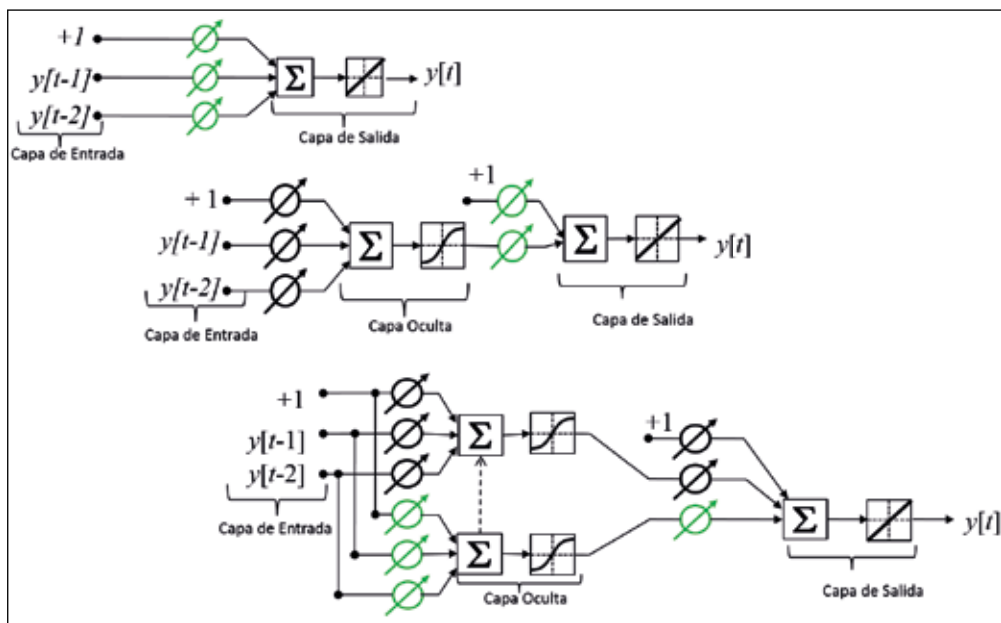 +1
y[t-1]
y[t-2]
Σ
y[t]
Capa de Entrada
Capa de Salida
+ 1
y[t-1]
y[t-2]
Σ
+1
Σ
y[t]
Capa de Entrada
Capa Oculta
Capa de Salida
+1
y[t-1]
y[t-2]
Capa de Entrada
Σ
Σ
Capa Oculta
+1
Σ
y[t]
Capa de Salida